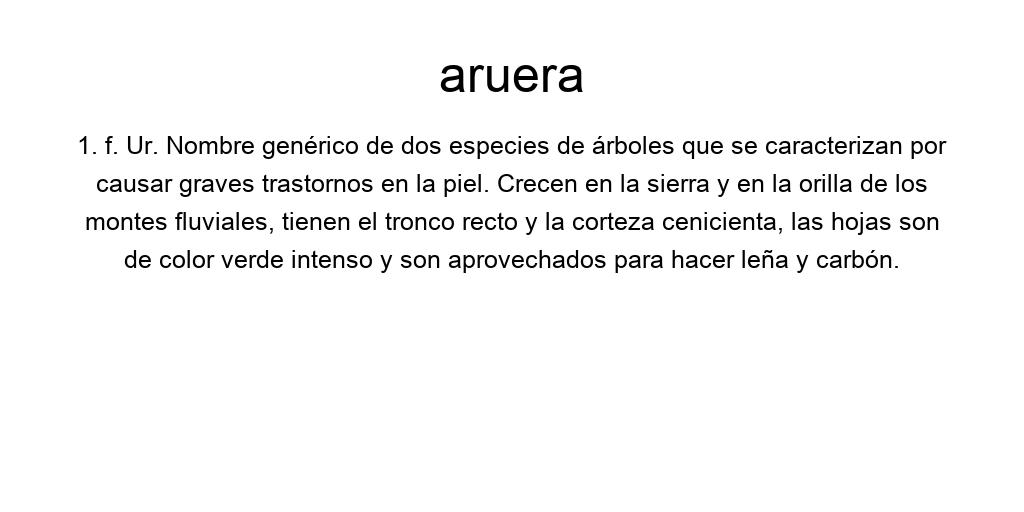 aruera
1. f. Ur. Nombre genérico de dos especies de árboles que se caracterizan por
causar graves trastornos en la piel. Crecen en la sierra y en la orilla de los
montes fluviales, tienen el tronco recto y la corteza cenicienta, las hojas son
de color verde intenso y son aprovechados para hacer leña y carbón.